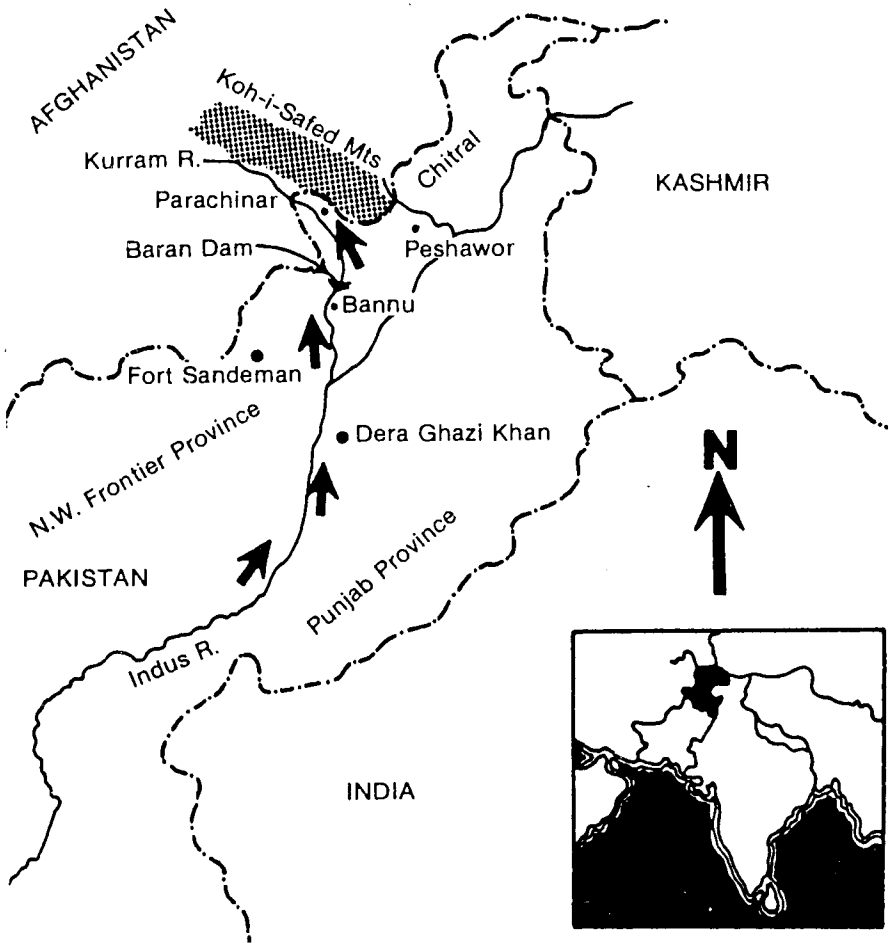 AFGHANISTAN
Koh-i-Safed Mts
Chitral
Kurram R.
KASHMIR
Parachinar
Baran Dam
Peshawor
Bannu
Fort Sandeman
Dera Ghazi Khan
N.W. Frontier Province
N
PAKISTAN
Punjab Province
Indus R.
INDIA